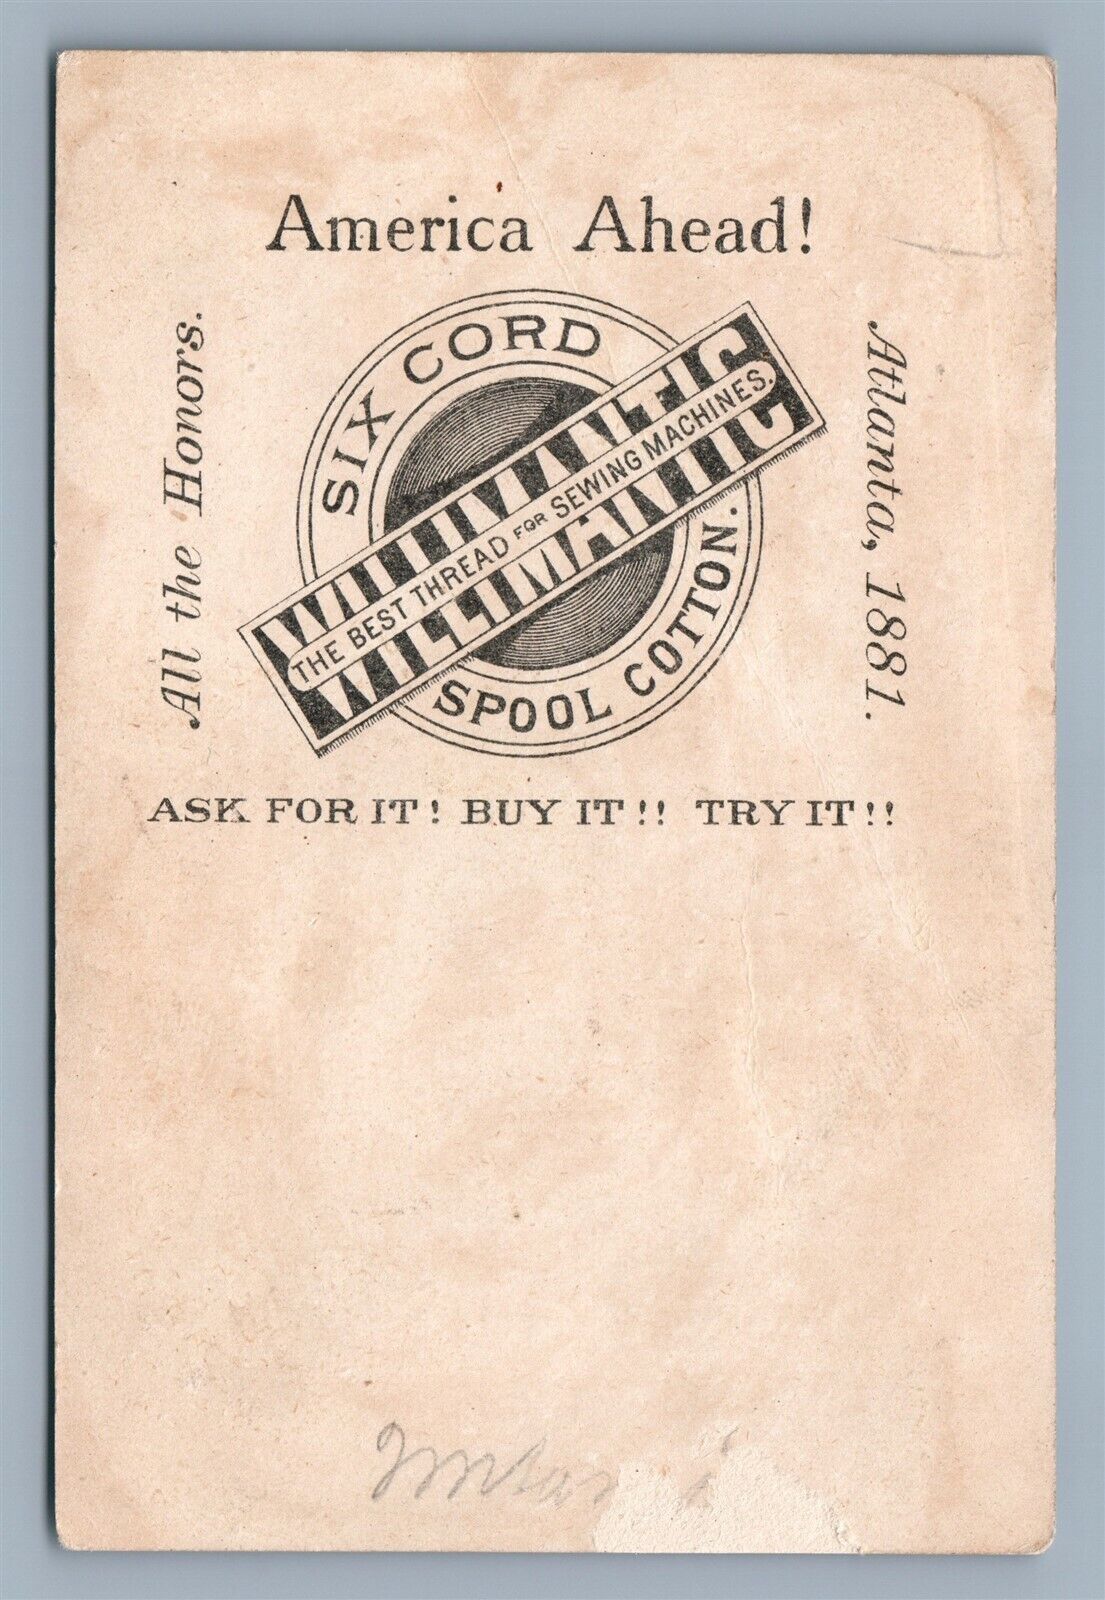 America Ahead!
All the Honors.
SIX CORD
WILLIMANTIC
THE BEST THREAD FOR SEWING MACHINES.
SPOOL COTTON.
Atlanta, 1881.
ASK FOR IT! BUY IT!! TRY IT!!